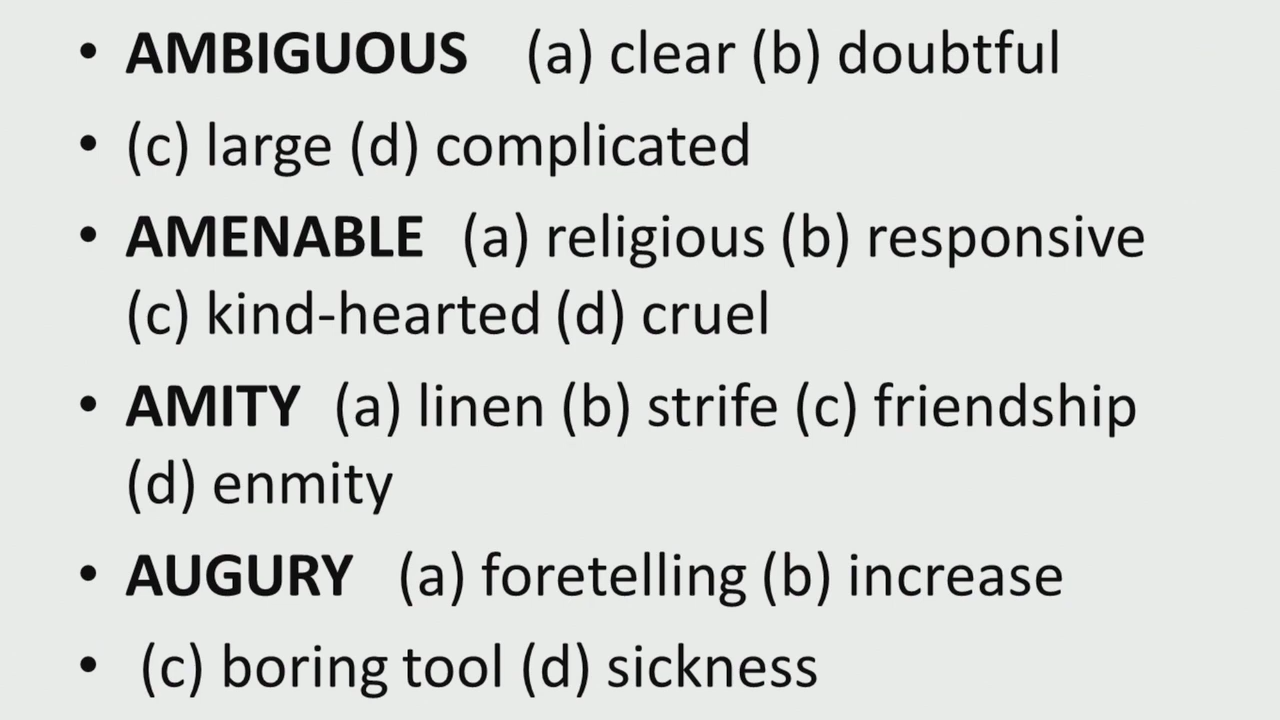 • AMBIGUOUS (a) clear (b) doubtful
• (c) large (d) complicated
• AMENABLE (a) religious (b) responsive
(c) kind-hearted (d) cruel
• AMITY (a) linen (b) strife (c) friendship
(d) enmity
• AUGURY (a) foretelling (b) increase
• (c) boring tool (d) sickness